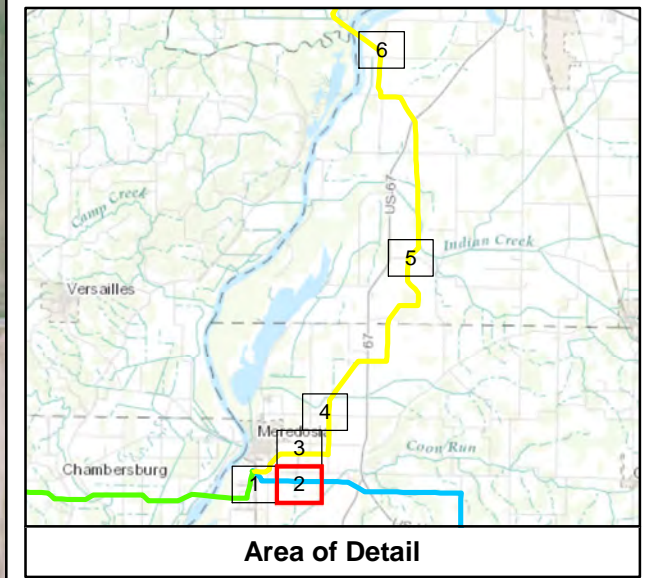 6
US-67
Camp Creek
Indian Creek
5
Versailles
67
4
Meredosi
3
Coon Run
Chambersburg
1
2
Area of Detail